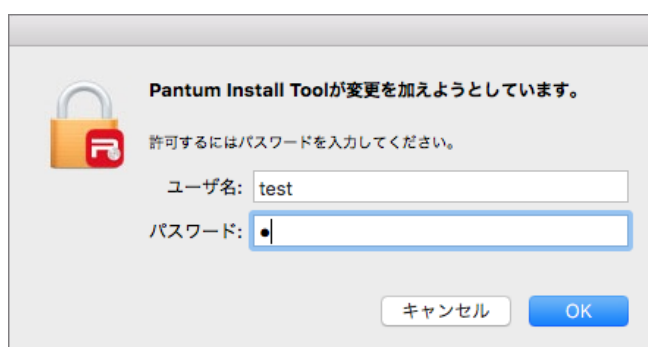 Pantum Install Toolが変更を加えようとしています。
許可するにはパスワードを入力してください。
ユーザ名: test
パスワード: ●
キャンセル OK